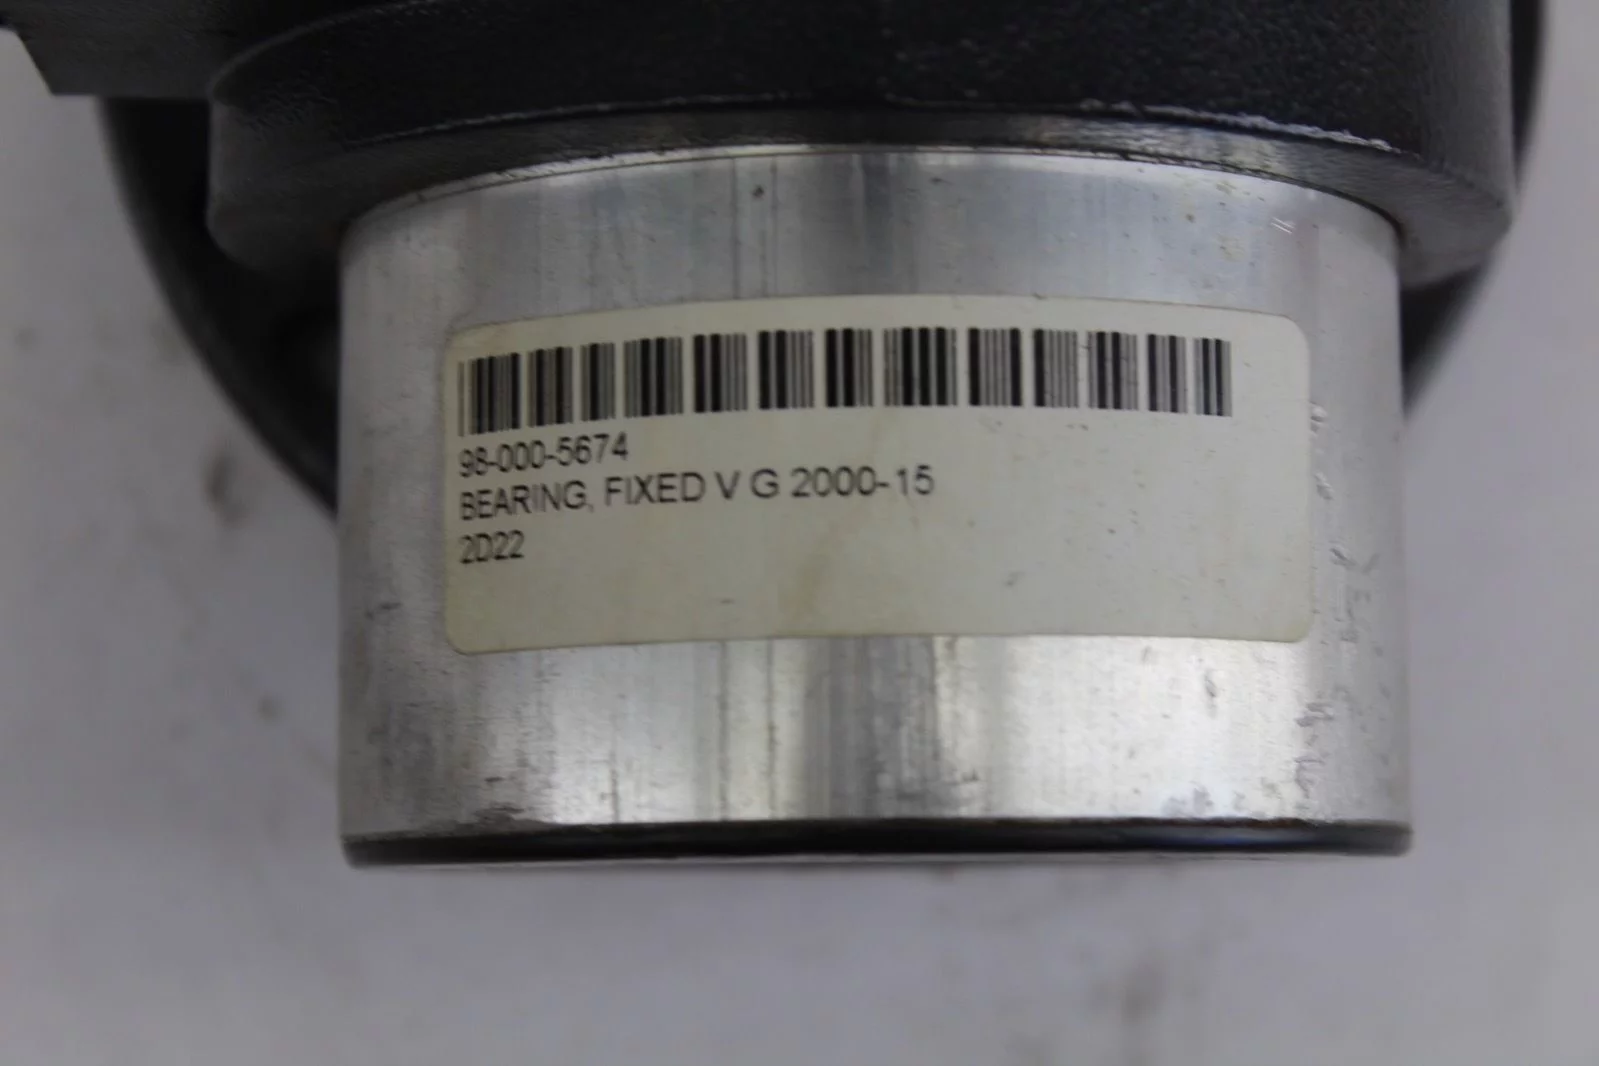 98-000-5674
BEARING, FIXED V G 2000-15
2D22